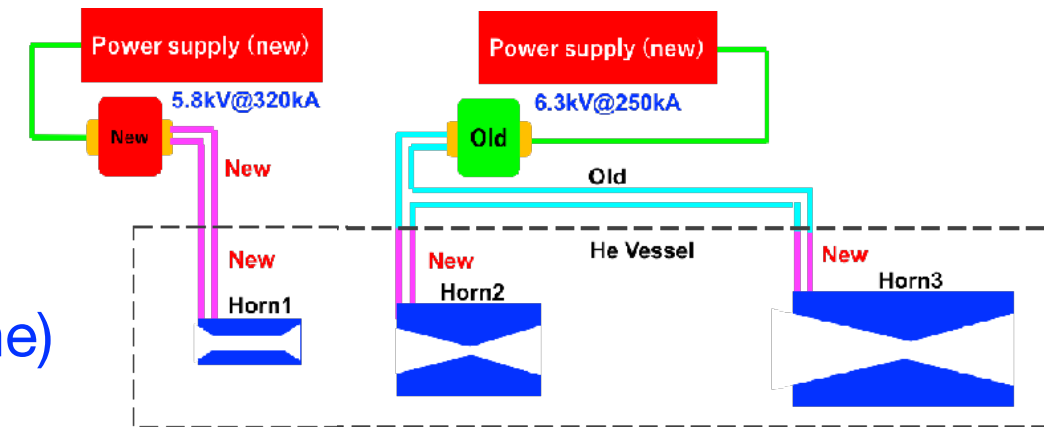 Power supply (new)
Power supply (new)
5.8kV@320kA
6.3kV@250kA
New
Old
New
Old
New
He Vessel
New
New
Horn1
Horn2
Horn3
ne)